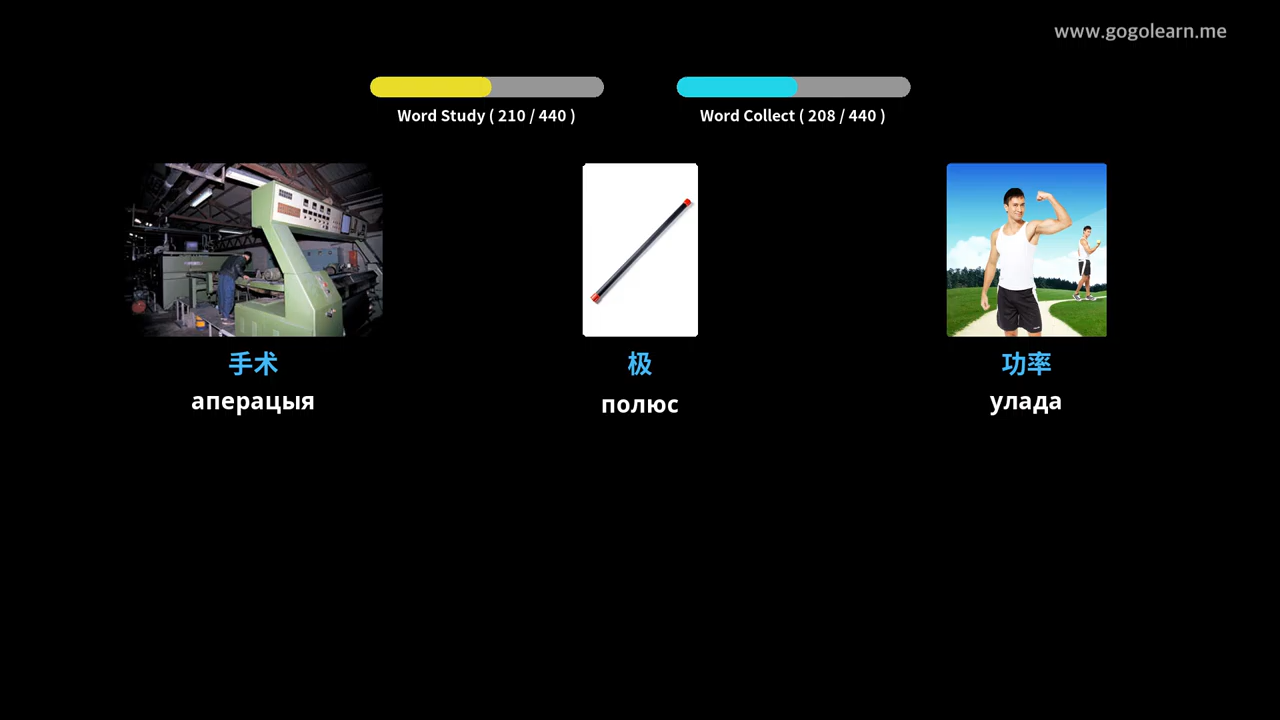 www.gogolearn.me
Word Study ( 210 / 440 )
Word Collect ( 208 / 440 )
手术
极
功率
аперацыя
полюс
улада